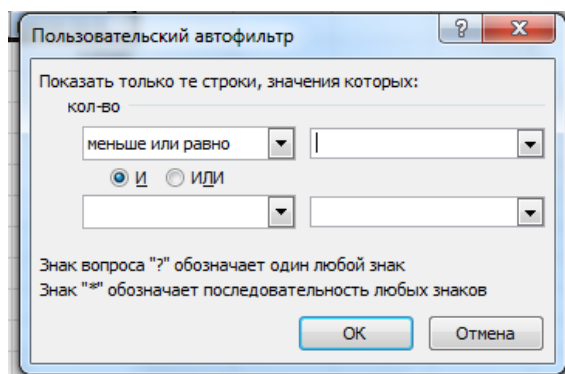 Пользовательский автофильтр
Показать только те строки, значения которых:
кол-во
меньше или равно
И ИЛИ
Знак вопроса "?" обозначает один любой знак
Знак "*" обозначает последовательность любых знаков
ОК Отмена